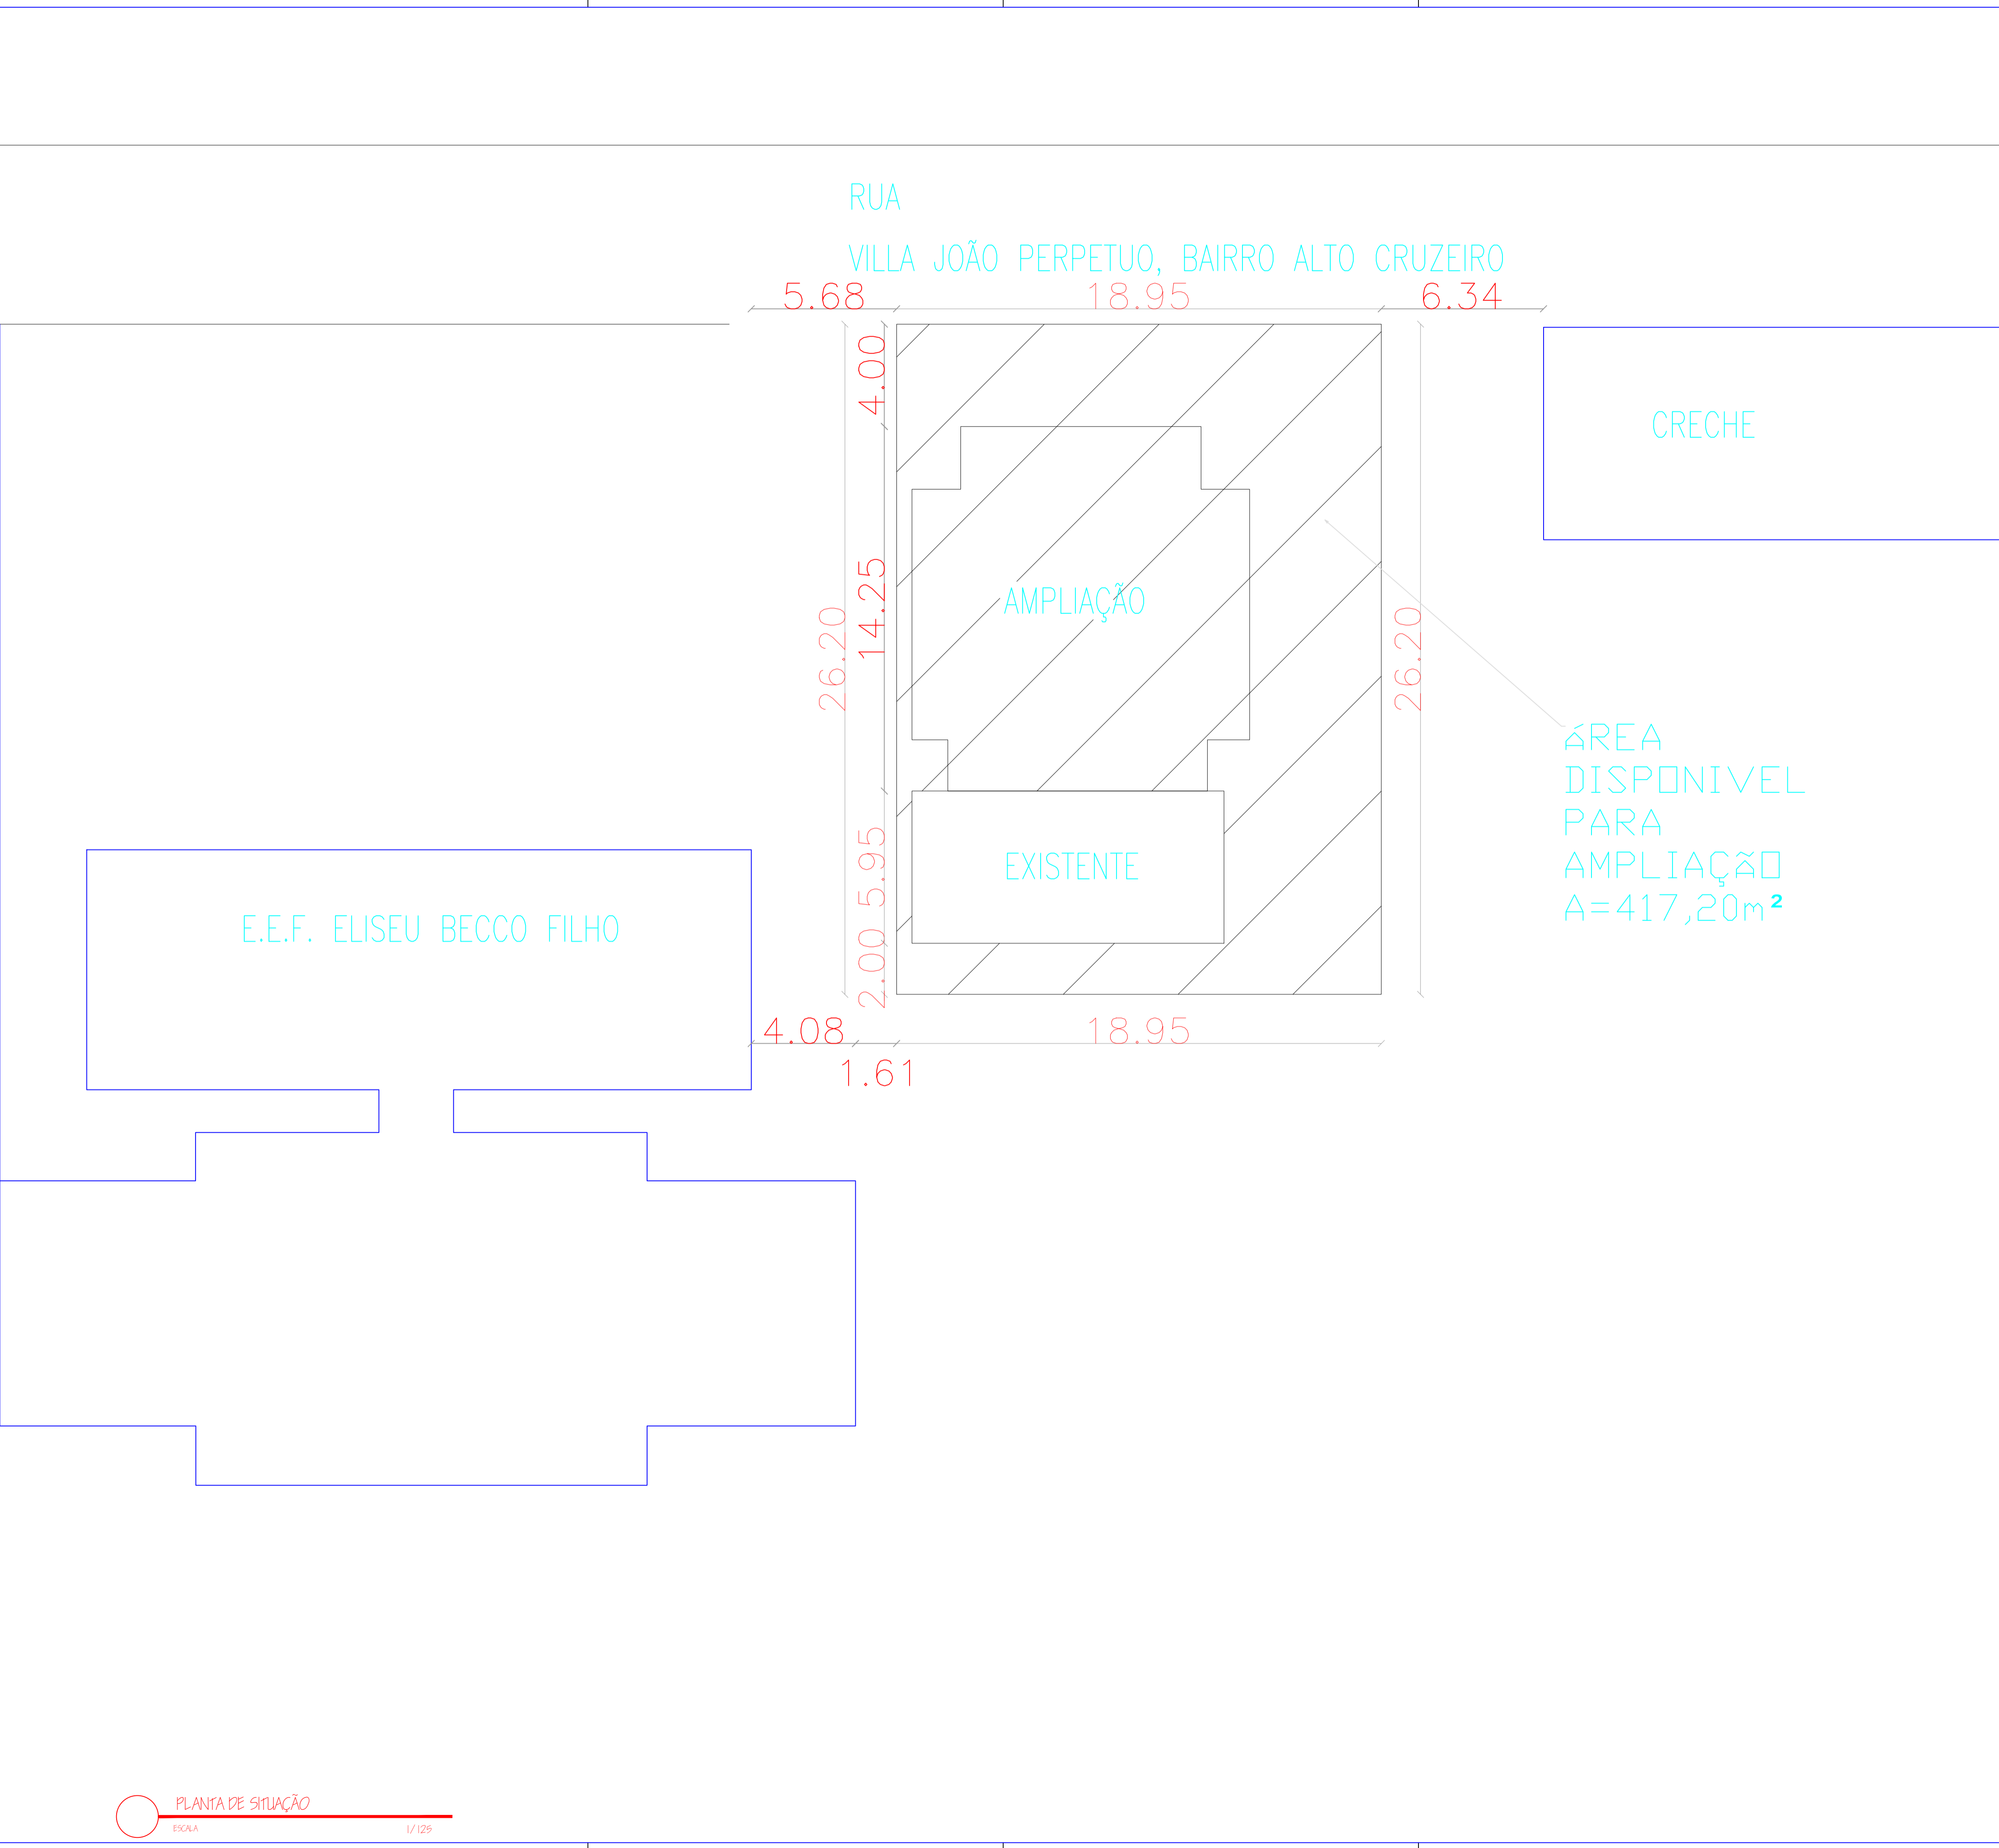 RUA
VILLA JOÃO PERPETUO, BAIRRO ALTO CRUZEIRO
5.68
18.95
6.34
4.00
CRECHE
14.25
26.20
AMPLIAÇÃO
26.20
ÁREA
DISPONIVEL
PARA
AMPLIAÇãO
A=417,20m²
5.95
EXISTENTE
E.E.F. ELISEU BECCO FILHO
2.00
4.08
18.95
1.61
PLANTA DE SITUAÇÃO
ESCALA
1/125